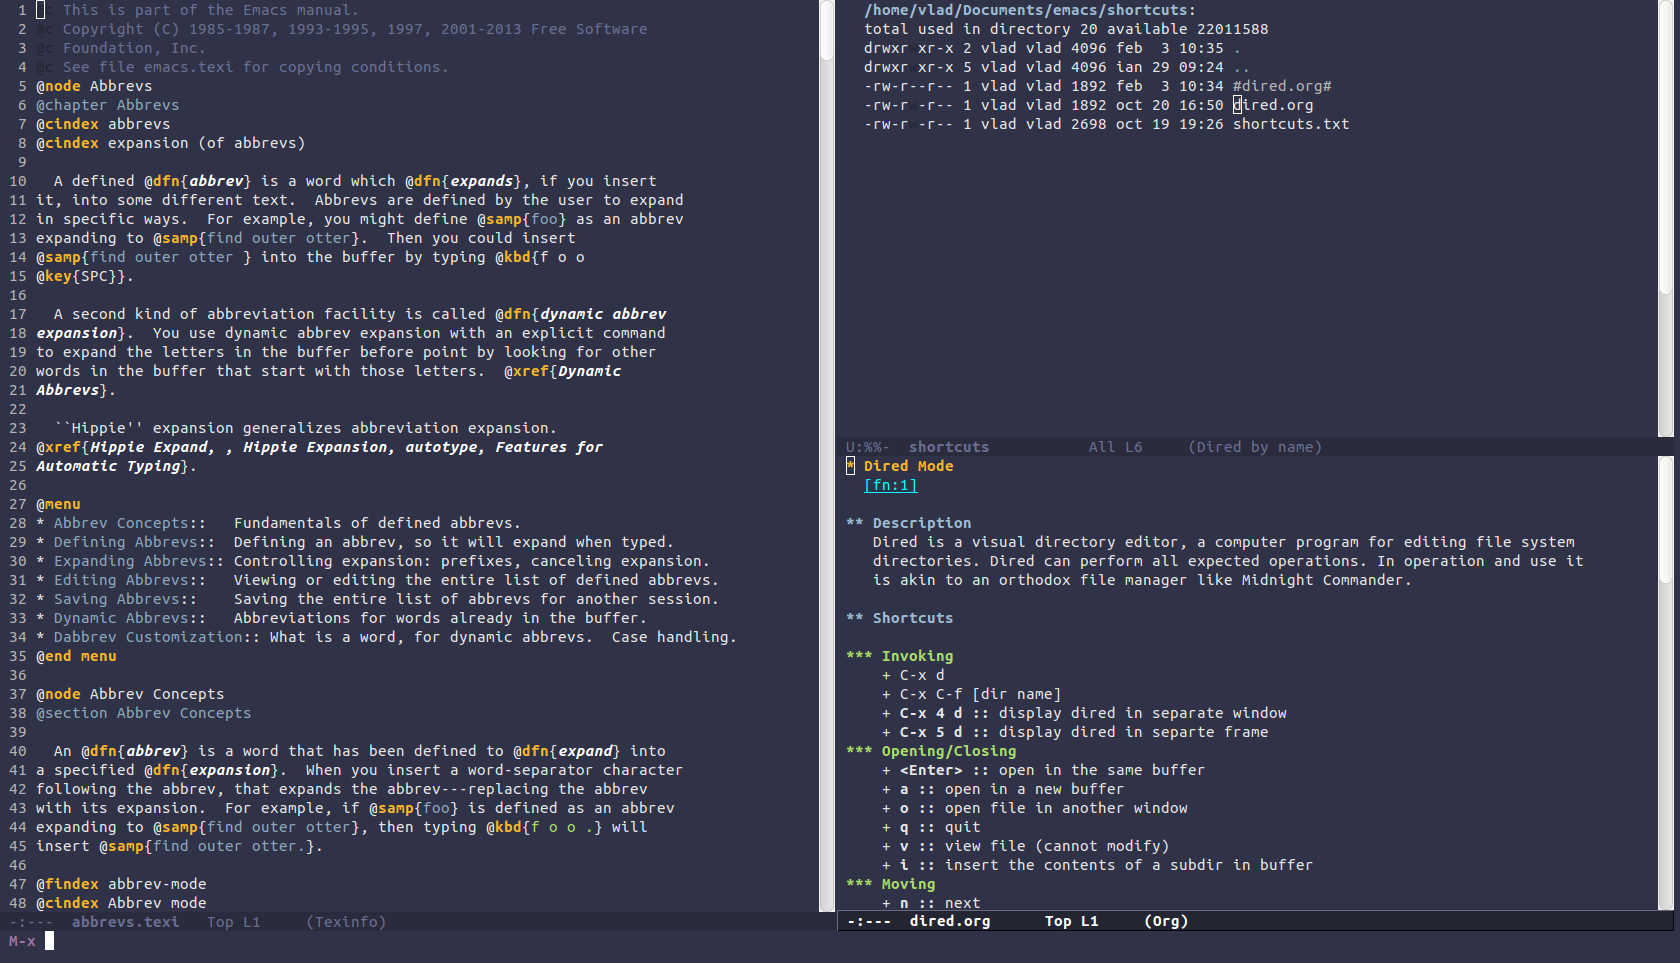 1 @c This is part of the Emacs manual.
2 @c Copyright (C) 1985-1987, 1993-1995, 1997, 2001-2013 Free Software
3 @c Foundation, Inc.
4 @c See file emacs.texi for copying conditions.
5 @node Abbrevs
6 @chapter Abbrevs
7 @cindex abbrevs
8 @cindex expansion (of abbrevs)
9
10   A defined @dfn{abbrev} is a word which @dfn{expands}, if you insert
11 it, into some different text.  Abbrevs are defined by the user to expand
12 in specific ways.  For example, you might define @samp{foo} as an abbrev
13 expanding to @samp{find outer otter}.  Then you could insert
14 @samp{find outer otter } into the buffer by typing @kbd{f o o
15 @key{SPC}}.
16
17   A second kind of abbreviation facility is called @dfn{dynamic abbrev
18 expansion}.  You use dynamic abbrev expansion with an explicit command
19 to expand the letters in the buffer before point by looking for other
20 words in the buffer that start with those letters.  @xref{Dynamic
21 Abbrevs}.
22
23   ``Hippie'' expansion generalizes abbreviation expansion.
24 @xref{Hippie Expand, , Hippie Expansion, autotype, Features for
25 Automatic Typing}.
26
27 @menu
28 * Abbrev Concepts::   Fundamentals of defined abbrevs.
29 * Defining Abbrevs::  Defining an abbrev, so it will expand when typed.
30 * Expanding Abbrevs:: Controlling expansion: prefixes, canceling expansion.
31 * Editing Abbrevs::   Viewing or editing the entire list of defined abbrevs.
32 * Saving Abbrevs::    Saving the entire list of abbrevs for another session.
33 * Dynamic Abbrevs::   Abbreviations for words already in the buffer.
34 * Dabbrev Customization:: What is a word, for dynamic abbrevs.  Case handling.
35 @end menu
36
37 @node Abbrev Concepts
38 @section Abbrev Concepts
39
40   An @dfn{abbrev} is a word that has been defined to @dfn{expand} into
41 a specified @dfn{expansion}.  When you insert a word-separator character
42 following the abbrev, that expands the abbrev---replacing the abbrev
43 with its expansion.  For example, if @samp{foo} is defined as an abbrev
44 expanding to @samp{find outer otter}, then typing @kbd{f o o .} will
45 insert @samp{find outer otter.}.
46
47 @findex abbrev-mode
48 @cindex Abbrev mode
-:---  abbrevs.texi   Top L1     (Texinfo)
M-x
/home/vlad/Documents/emacs/shortcuts:
total used in directory 20 available 22011588
drwxrwxr-x 2 vlad vlad 4096 feb  3 10:35 .
drwxrwxr-x 5 vlad vlad 4096 ian 29 09:24 ..
-rw-r--r-- 1 vlad vlad 1892 feb  3 10:34 #dired.org#
-rw-rw-r-- 1 vlad vlad 1892 oct 20 16:50 dired.org
-rw-rw-r-- 1 vlad vlad 2698 oct 19 19:26 shortcuts.txt
U:%%-  shortcuts           All L6     (Dired by name)
* Dired Mode
[fn:1]
** Description
Dired is a visual directory editor, a computer program for editing file system
directories. Dired can perform all expected operations. In operation and use it
is akin to an orthodox file manager like Midnight Commander.
** Shortcuts
*** Invoking
+ C-x d
+ C-x C-f [dir name]
+ C-x 4 d :: display dired in separate window
+ C-x 5 d :: display dired in separte frame
*** Opening/Closing
+ <Enter> :: open in the same buffer
+ a :: open in a new buffer
+ o :: open file in another window
+ q :: quit
+ v :: view file (cannot modify)
+ i :: insert the contents of a subdir in buffer
*** Moving
+ n :: next
-:---  dired.org      Top L1     (Org)